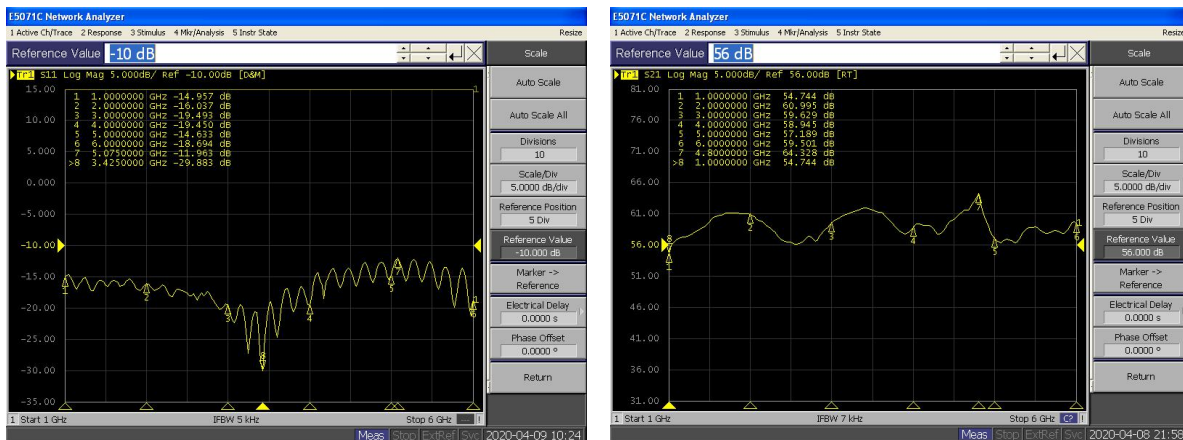 E5071C Network Analyzer
1 Active Ch/Trace 2 Response 3 Stimulus 4 Mkr/Analysis 5 Instr State Resize
Reference Value -10 dB
Tr1 S11 Log Mag 5.000dB/ Ref -10.00dB [D&M]
15.00
10.00
5.000
0.000
-5.000
-10.00
-15.00
-20.00
-25.00
-30.00
-35.00
1 1.0000000 GHz -14.957 dB
2 2.0000000 GHz -16.037 dB
3 3.0000000 GHz -19.493 dB
4 4.0000000 GHz -19.450 dB
5 5.0000000 GHz -14.633 dB
6 6.0000000 GHz -18.694 dB
7 5.0750000 GHz -11.963 dB
>8 3.4250000 GHz -29.883 dB
1 Start 1 GHz IFBW 5 kHz Stop 6 GHz
Meas Stop ExtRef Svc 2020-04-09 10:24
Scale
Auto Scale
Auto Scale All
Divisions
10
Scale/Div
5.0000 dB/div
Reference Position
5 Div
Reference Value
-10.000 dB
Marker ->
Reference
Electrical Delay
0.0000 s
Phase Offset
0.0000 °
Return
E5071C Network Analyzer
1 Active Ch/Trace 2 Response 3 Stimulus 4 Mkr/Analysis 5 Instr State Resize
Reference Value 56 dB
Tr1 S21 Log Mag 5.000dB/ Ref 56.00dB [RT]
81.00
76.00
71.00
66.00
61.00
56.00
51.00
46.00
41.00
36.00
31.00
1 1.0000000 GHz 54.744 dB
2 2.0000000 GHz 60.995 dB
3 3.0000000 GHz 59.629 dB
4 4.0000000 GHz 58.945 dB
5 5.0000000 GHz 57.189 dB
6 6.0000000 GHz 59.501 dB
7 4.8000000 GHz 64.328 dB
>8 1.0000000 GHz 54.744 dB
1 Start 1 GHz IFBW 7 kHz Stop 6 GHz C?
Meas Stop ExtRef Svc 2020-04-08 21:58
Scale
Auto Scale
Auto Scale All
Divisions
10
Scale/Div
5.0000 dB/div
Reference Position
5 Div
Reference Value
56.000 dB
Marker ->
Reference
Electrical Delay
0.0000 s
Phase Offset
0.0000 °
Return